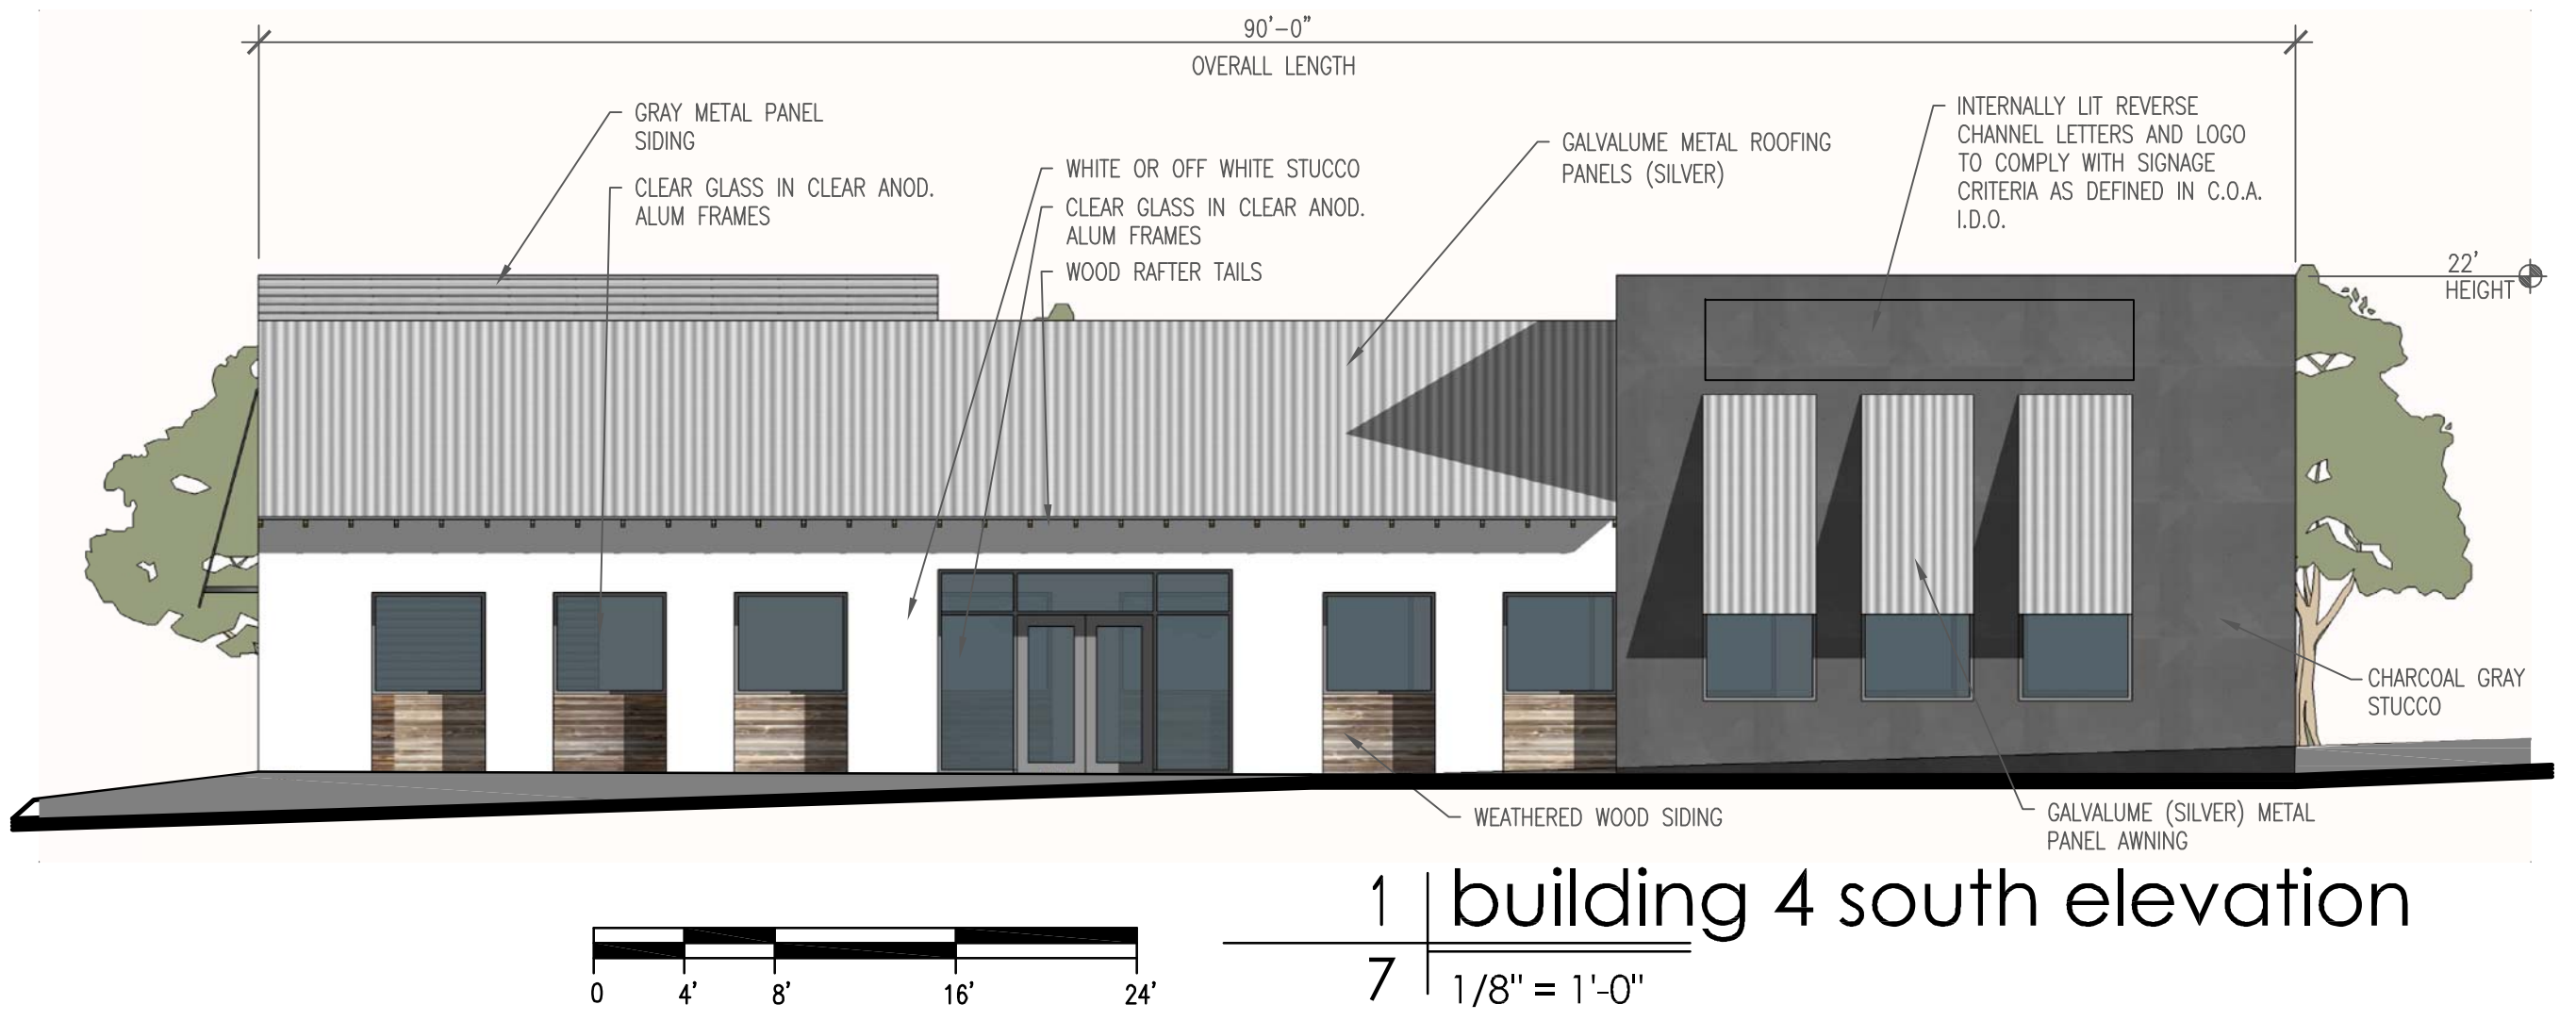 90'-0"
OVERALL LENGTH
GRAY METAL PANEL
SIDING
CLEAR GLASS IN CLEAR ANOD.
ALUM FRAMES
WHITE OR OFF WHITE STUCCO
CLEAR GLASS IN CLEAR ANOD.
ALUM FRAMES
WOOD RAFTER TAILS
GALVALUME METAL ROOFING
PANELS (SILVER)
INTERNALLY LIT REVERSE
CHANNEL LETTERS AND LOGO
TO COMPLY WITH SIGNAGE
CRITERIA AS DEFINED IN C.O.A.
I.D.O.
22'
HEIGHT
CHARCOAL GRAY
STUCCO
WEATHERED WOOD SIDING
GALVALUME (SILVER) METAL
PANEL AWNING
1
building 4 south elevation
7
1/8" = 1'-0"
0 4' 8' 16' 24'